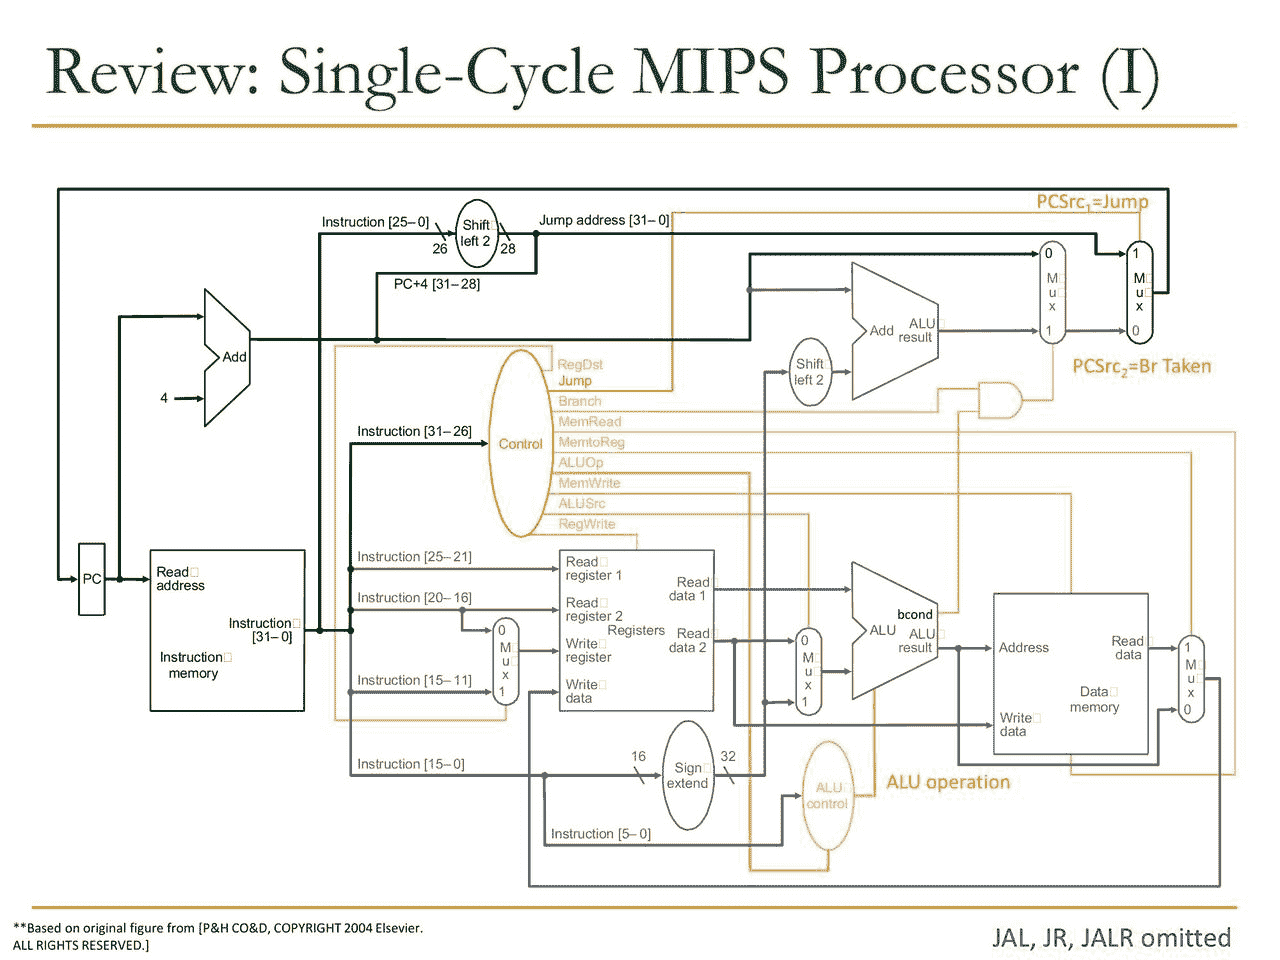 Review: Single-Cycle MIPS Processor (I)
PCSrc1=Jump
Instruction [25–0]
Shift
left 2
Jump address [31–0]
26
28
PC+4 [31–28]
0
M
u
x
1
1
M
u
x
0
Add
ALU
result
Add
Shift
left 2
PCSrc2=Br Taken
4
RegDst
Jump
Branch
MemRead
MemtoReg
ALUOp
MemWrite
ALUSrc
RegWrite
Control
Instruction [31–26]
PC
Read
address
Instruction
[31–0]
Instruction
memory
Instruction [25–21]
Instruction [20–16]
Instruction [15–11]
0
M
u
x
1
Read
register 1
Read
register 2
Write
register
Write
data
Registers
Read
data 1
Read
data 2
0
M
u
x
1
bcond
ALU
ALU
result
Address
Read
data
Data
memory
Write
data
1
M
u
x
0
Instruction [15–0]
16
Sign
extend
32
ALU
control
ALU operation
Instruction [5–0]
**Based on original figure from [P&H CO&D, COPYRIGHT 2004 Elsevier.
ALL RIGHTS RESERVED.]
JAL, JR, JALR omitted